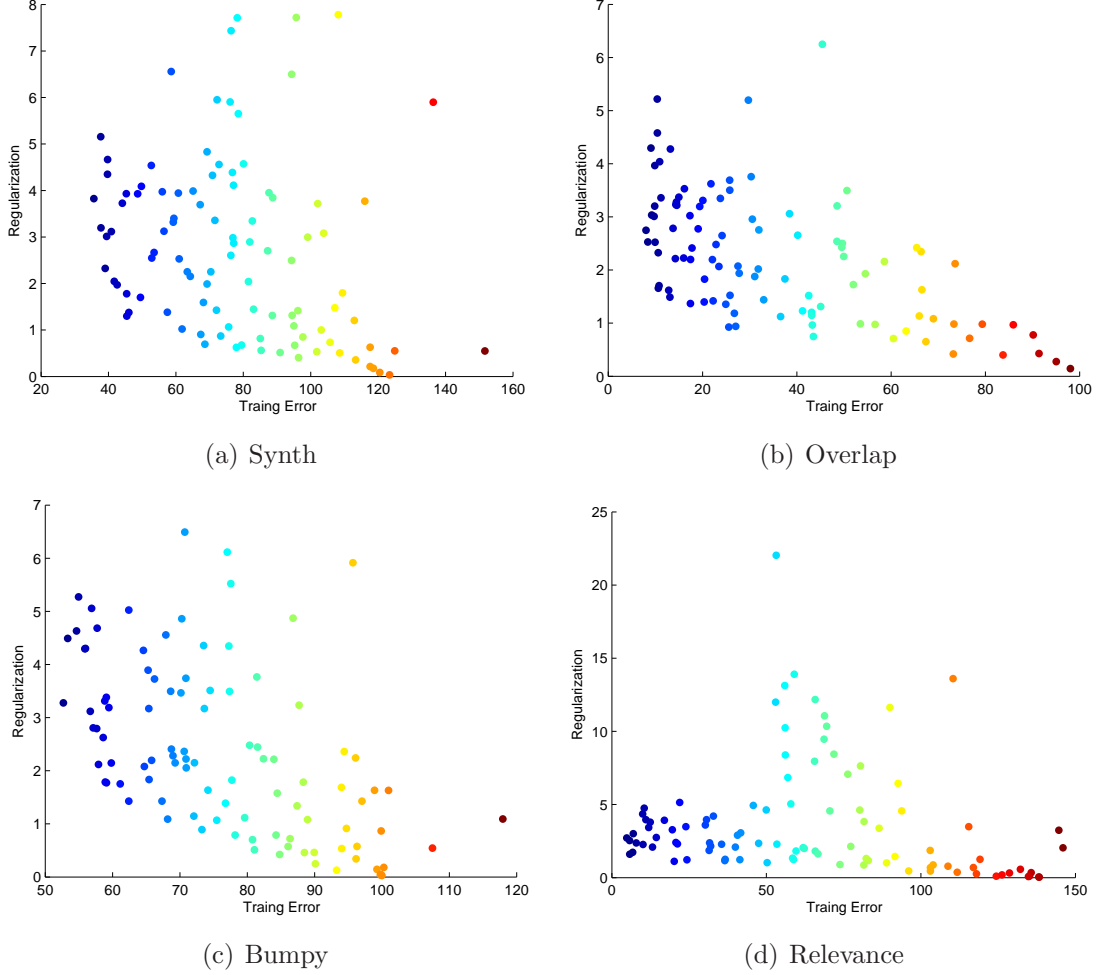 8
7
6
5
4
3
2
1
0
20 40 60 80 100 120 140 160
Regularization
Traing Error
(a) Synth
7
6
5
4
3
2
1
0
0 20 40 60 80 100
Regularization
Traing Error
(b) Overlap
7
6
5
4
3
2
1
0
50 60 70 80 90 100 110 120
Regularization
Traing Error
(c) Bumpy
25
20
15
10
5
0
0 50 100 150
Regularization
Traing Error
(d) Relevance